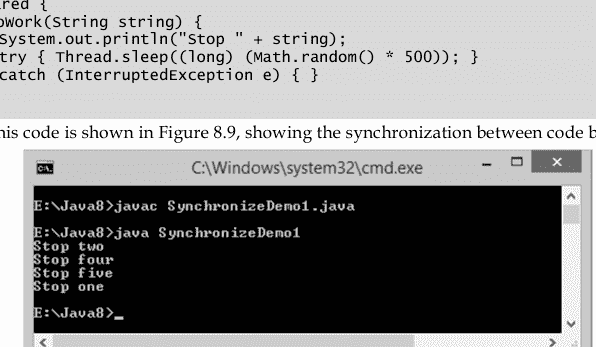 red {
oWork(String string) {
System.out.println("Stop " + string);
try { Thread.sleep((long) (Math.random() * 500)); }
catch (InterruptedException e) { }
his code is shown in Figure 8.9, showing the synchronization between code b
C:\Windows\system32\cmd.exe
E:\Java8>javac SynchronizeDemo1.java
E:\Java8>java SynchronizeDemo1
Stop two
Stop four
Stop five
Stop one
E:\Java8>_